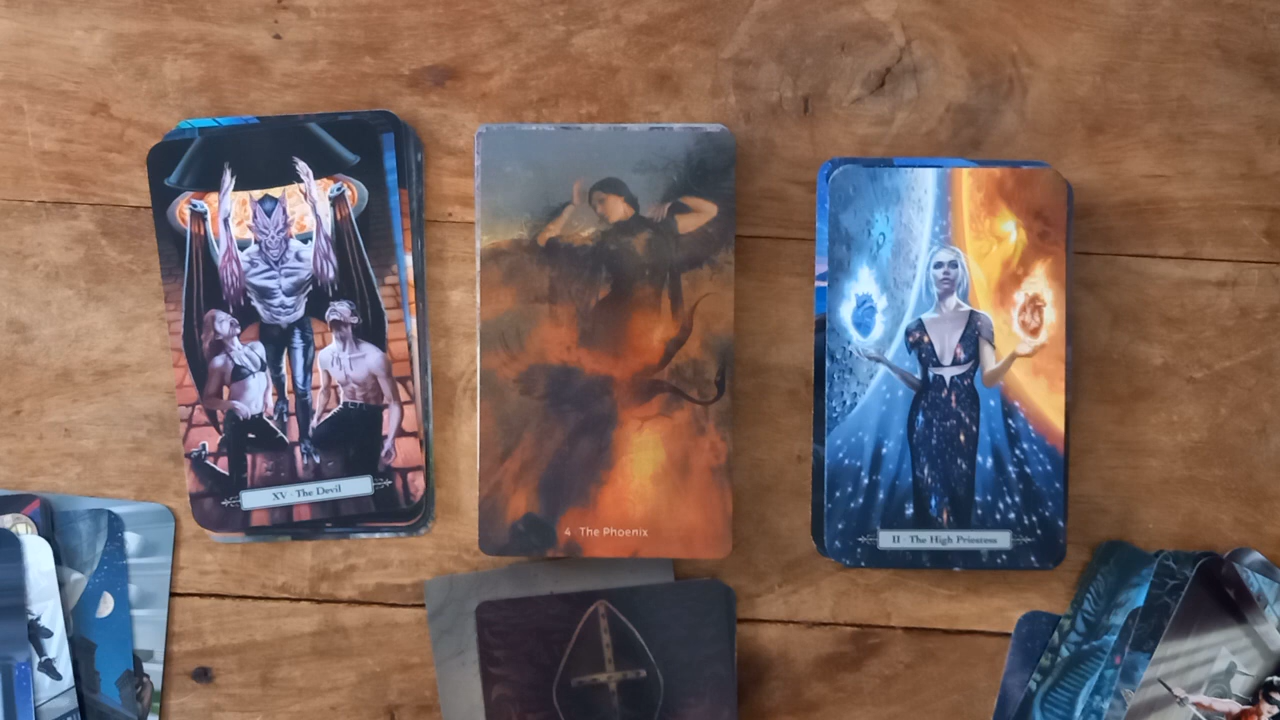 XV · The Devil
4 The Phoenix
II · The High Priestess